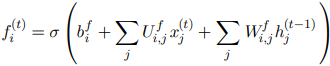 $f_i^{(t)} = \sigma \left( b_i^f + \sum_j U_{i,j}^f x_j^{(t)} + \sum_j W_{i,j}^f h_j^{(t-1)} \right)$